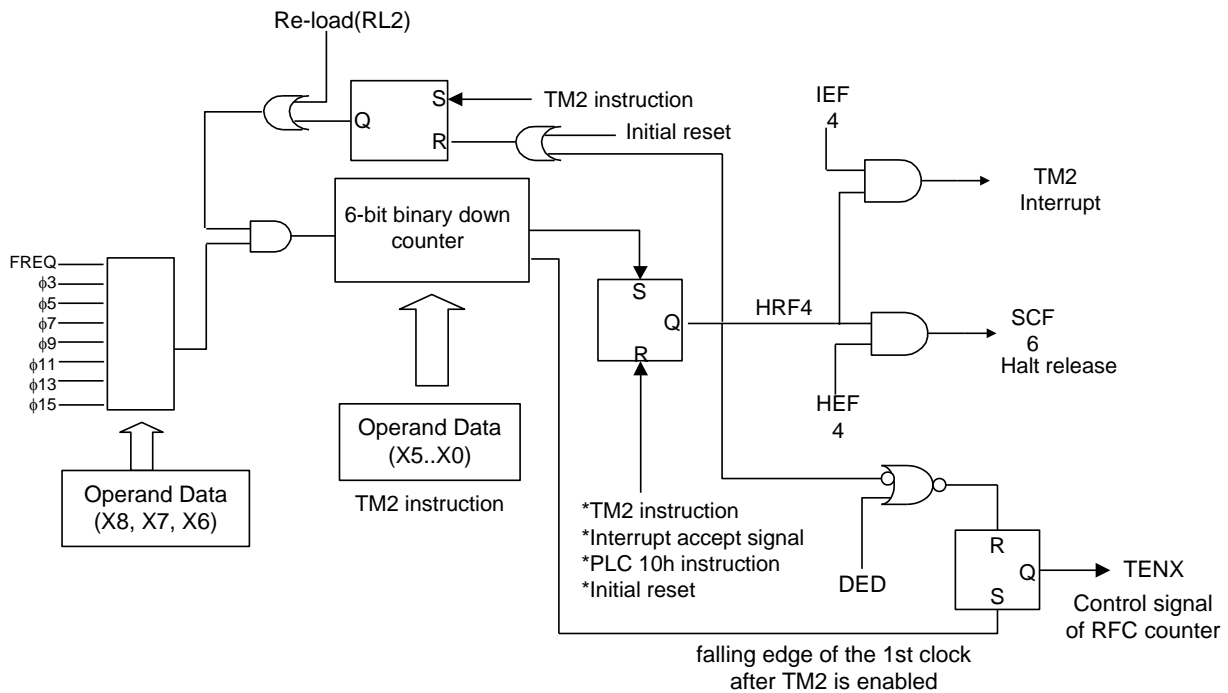 Re-load(RL2)
S
Q
R
TM2 instruction
Initial reset
IEF
4
TM2
Interrupt
6-bit binary down
counter
FREQ
ϕ3
ϕ5
ϕ7
ϕ9
ϕ11
ϕ13
ϕ15
S
Q
R
HRF4
SCF
6
Halt release
HEF
4
Operand Data
(X5..X0)
TM2 instruction
Operand Data
(X8, X7, X6)
*TM2 instruction
*Interrupt accept signal
*PLC 10h instruction
*Initial reset
DED
R
Q
S
TENX
Control signal
of RFC counter
falling edge of the 1st clock
after TM2 is enabled